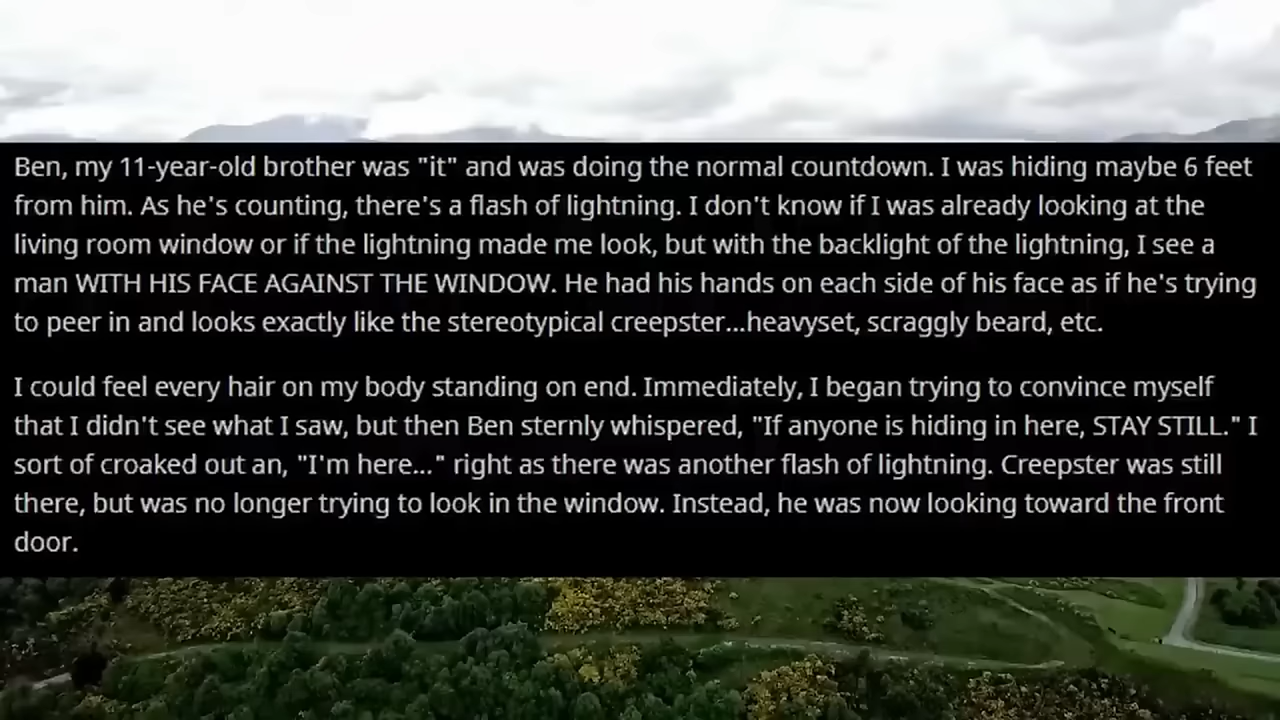 Ben, my 11-year-old brother was "it" and was doing the normal countdown. I was hiding maybe 6 feet
from him. As he's counting, there's a flash of lightning. I don't know if I was already looking at the
living room window or if the lightning made me look, but with the backlight of the lightning, I see a
man WITH HIS FACE AGAINST THE WINDOW. He had his hands on each side of his face as if he's trying
to peer in and looks exactly like the stereotypical creepster...heavyset, scraggly beard, etc.
I could feel every hair on my body standing on end. Immediately, I began trying to convince myself
that I didn't see what I saw, but then Ben sternly whispered, "If anyone is hiding in here, STAY STILL." I
sort of croaked out an, "I'm here..." right as there was another flash of lightning. Creepster was still
there, but was no longer trying to look in the window. Instead, he was now looking toward the front
door.